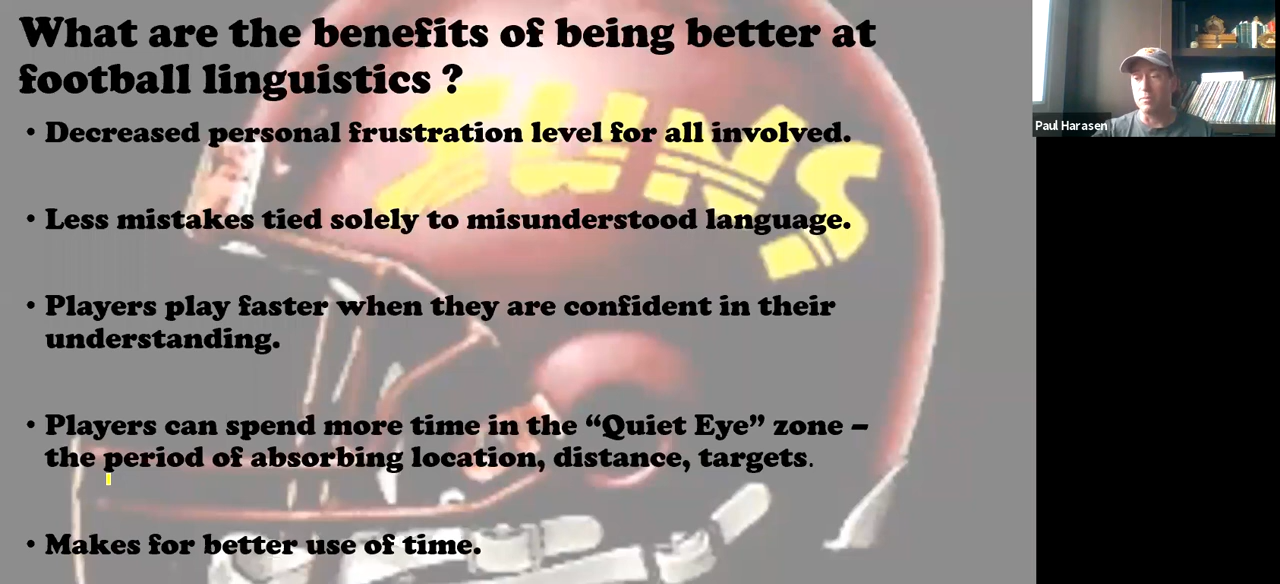 What are the benefits of being better at
football linguistics ?
• Decreased personal frustration level for all involved.
• Less mistakes tied solely to misunderstood language.
• Players play faster when they are confident in their
understanding.
• Players can spend more time in the “Quiet Eye” zone –
the period of absorbing location, distance, targets.
• Makes for better use of time.
SUNS
Paul Harasen